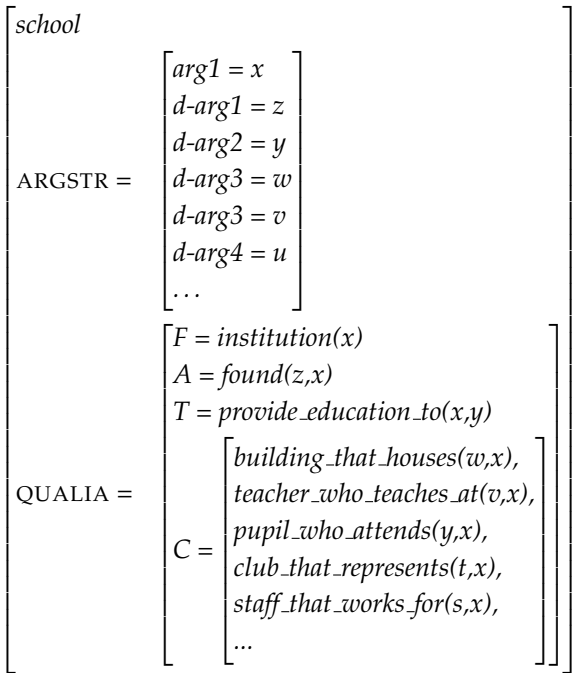 school
ARGSTR =
arg1 = x
d-arg1 = z
d-arg2 = y
d-arg3 = w
d-arg3 = v
d-arg4 = u
...
QUALIA =
F = institution(x)
A = found(z,x)
T = provide_education_to(x,y)
C =
building_that_houses(w,x),
teacher_who_teaches_at(v,x),
pupil_who_attends(y,x),
club_that_represents(t,x),
staff_that_works_for(s,x),
...